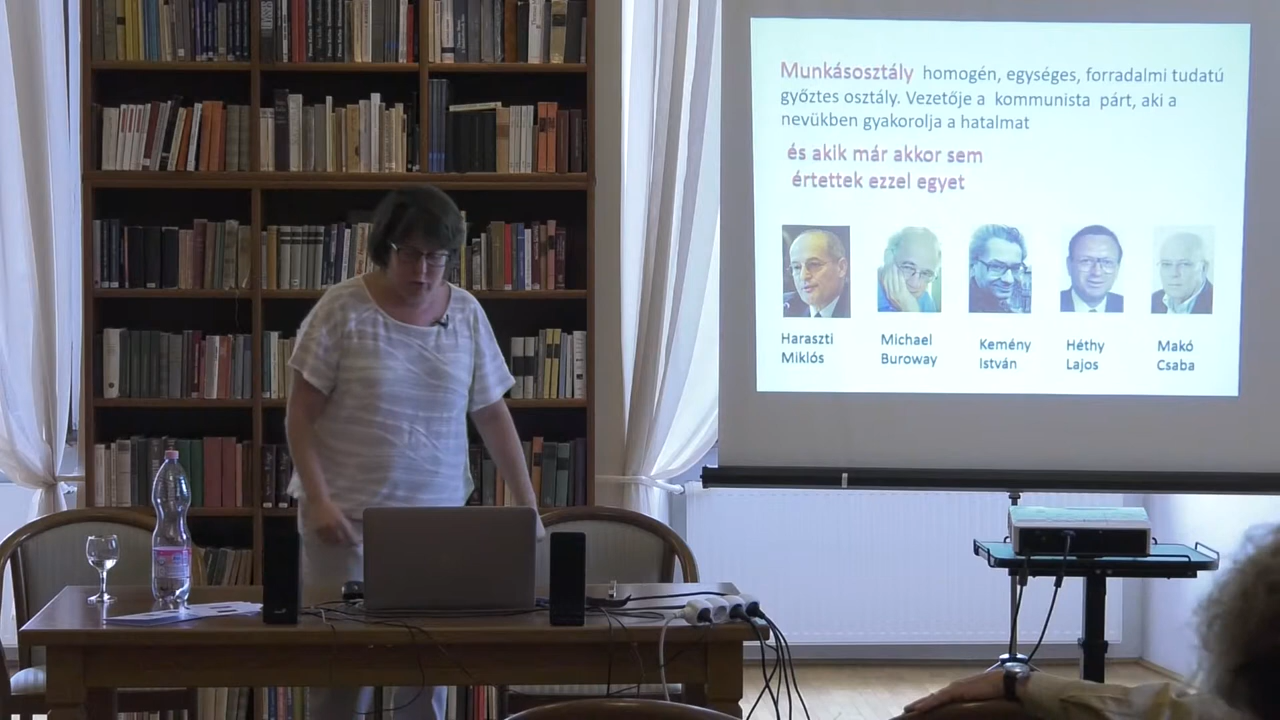 Munkásosztály homogén, egységes, forradalmi tudatú
győztes osztály. Vezetője a kommunista párt, aki a
nevükben gyakorolja a hatalmat
és akik már akkor sem
értettek ezzel egyet
Haraszti
Miklós
Michael
Buroway
Kemény
István
Héthy
Lajos
Makó
Csaba